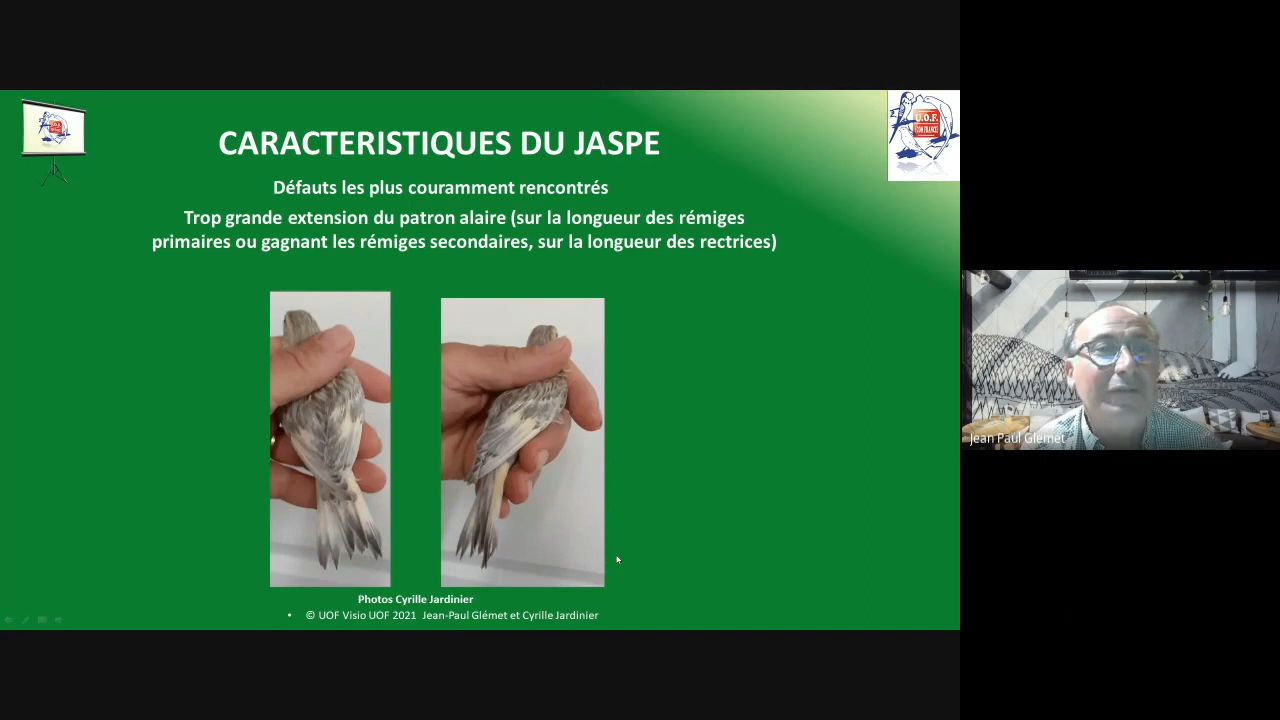 CARACTERISTIQUES DU JASPE
U.O.F.
COM FRANCE
Défauts les plus couramment rencontrés
Trop grande extension du patron alaire (sur la longueur des rémiges
primaires ou gagnant les rémiges secondaires, sur la longueur des rectrices)
Photos Cyrille Jardinier
• © UOF Visio UOF 2021 Jean-Paul Glémet et Cyrille Jardinier
Jean Paul Glemet